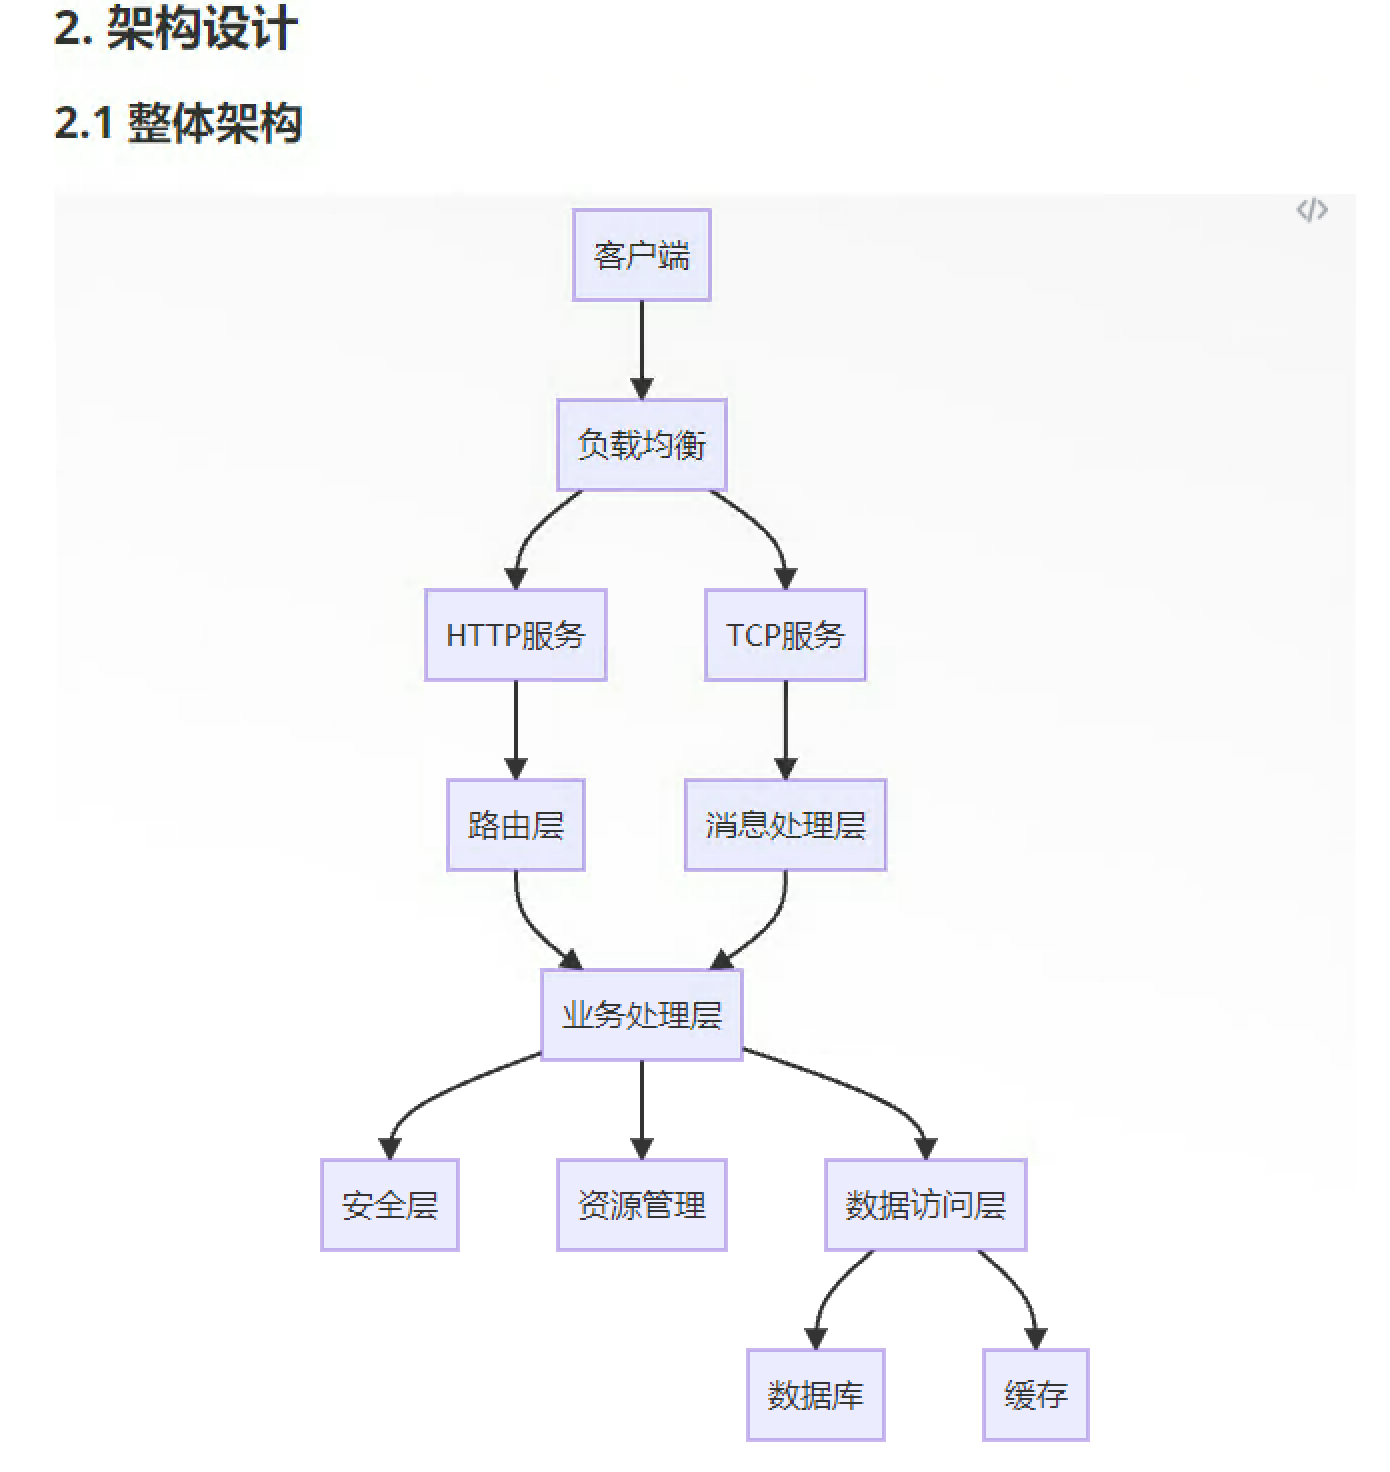 2. 架构设计
2.1 整体架构
</>
客户端
负载均衡
HTTP服务
TCP服务
路由层
消息处理层
业务处理层
安全层
资源管理
数据访问层
数据库
缓存